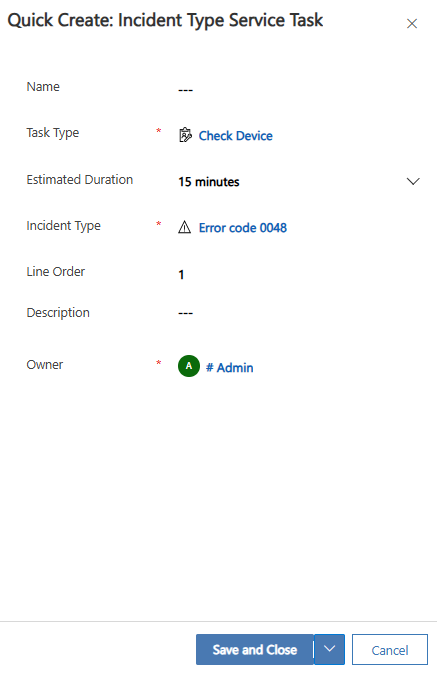 Quick Create: Incident Type Service Task
Name ---
Task Type * Check Device
Estimated Duration 15 minutes
Incident Type * Error code 0048
Line Order 1
Description ---
Owner * A # Admin
Save and Close Cancel